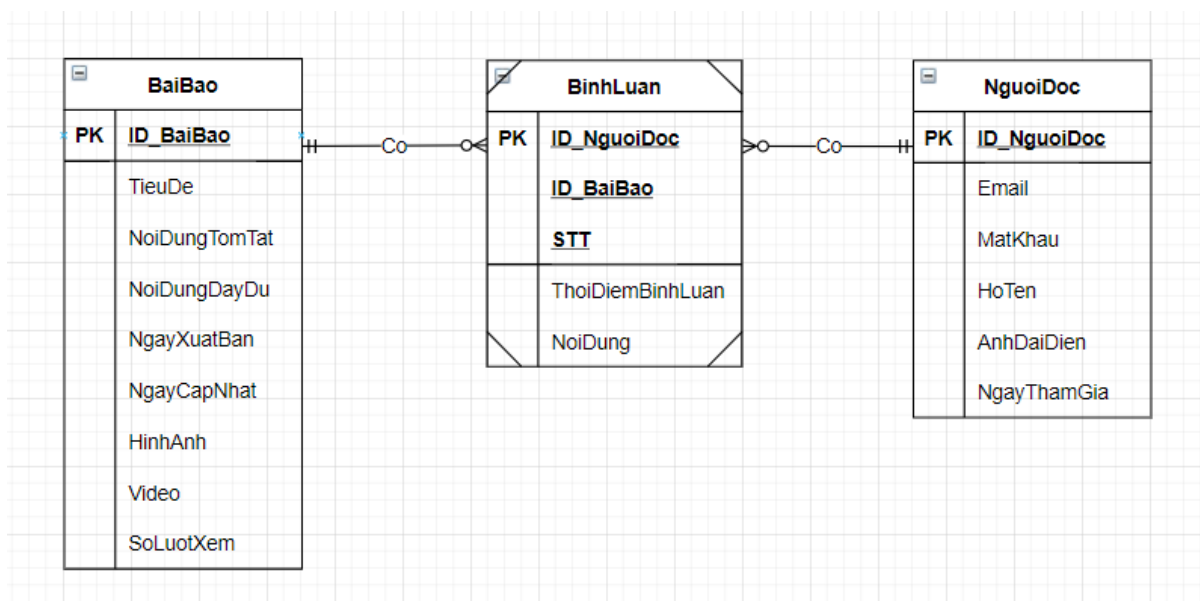 BaiBao
PK ID_BaiBao
TieuDe
NoiDungTomTat
NoiDungDayDu
NgayXuatBan
NgayCapNhat
HinhAnh
Video
SoLuotXem
Co
BinhLuan
PK ID_NguoiDoc
ID_BaiBao
STT
ThoiDiemBinhLuan
NoiDung
Co
NguoiDoc
PK ID_NguoiDoc
Email
MatKhau
HoTen
AnhDaiDien
NgayThamGia